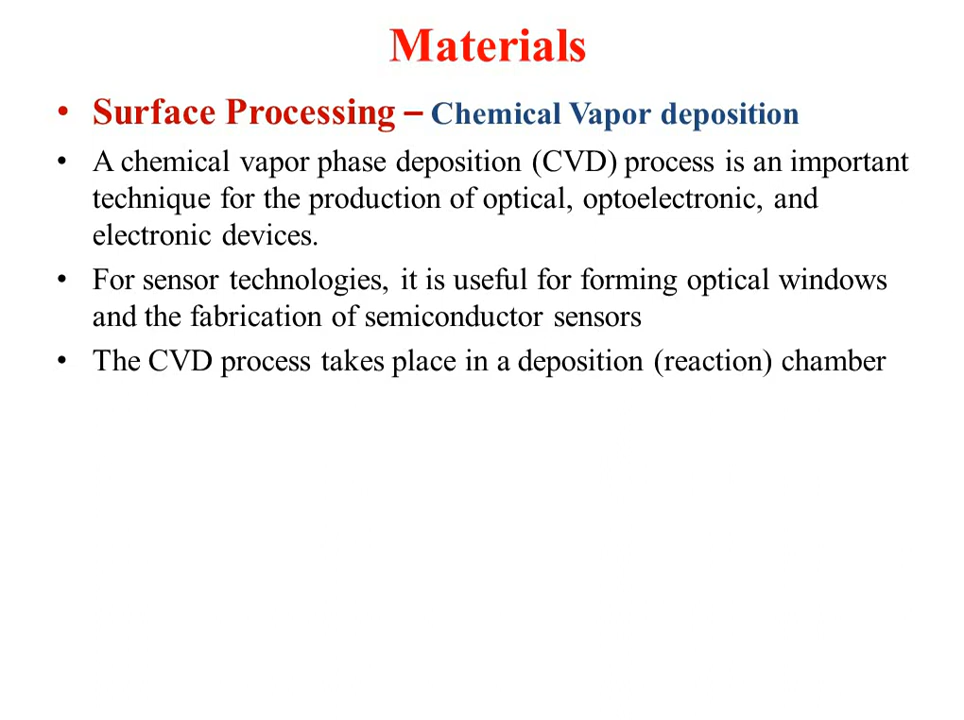 Materials
• Surface Processing – Chemical Vapor deposition
• A chemical vapor phase deposition (CVD) process is an important
technique for the production of optical, optoelectronic, and
electronic devices.
• For sensor technologies, it is useful for forming optical windows
and the fabrication of semiconductor sensors
• The CVD process takes place in a deposition (reaction) chamber